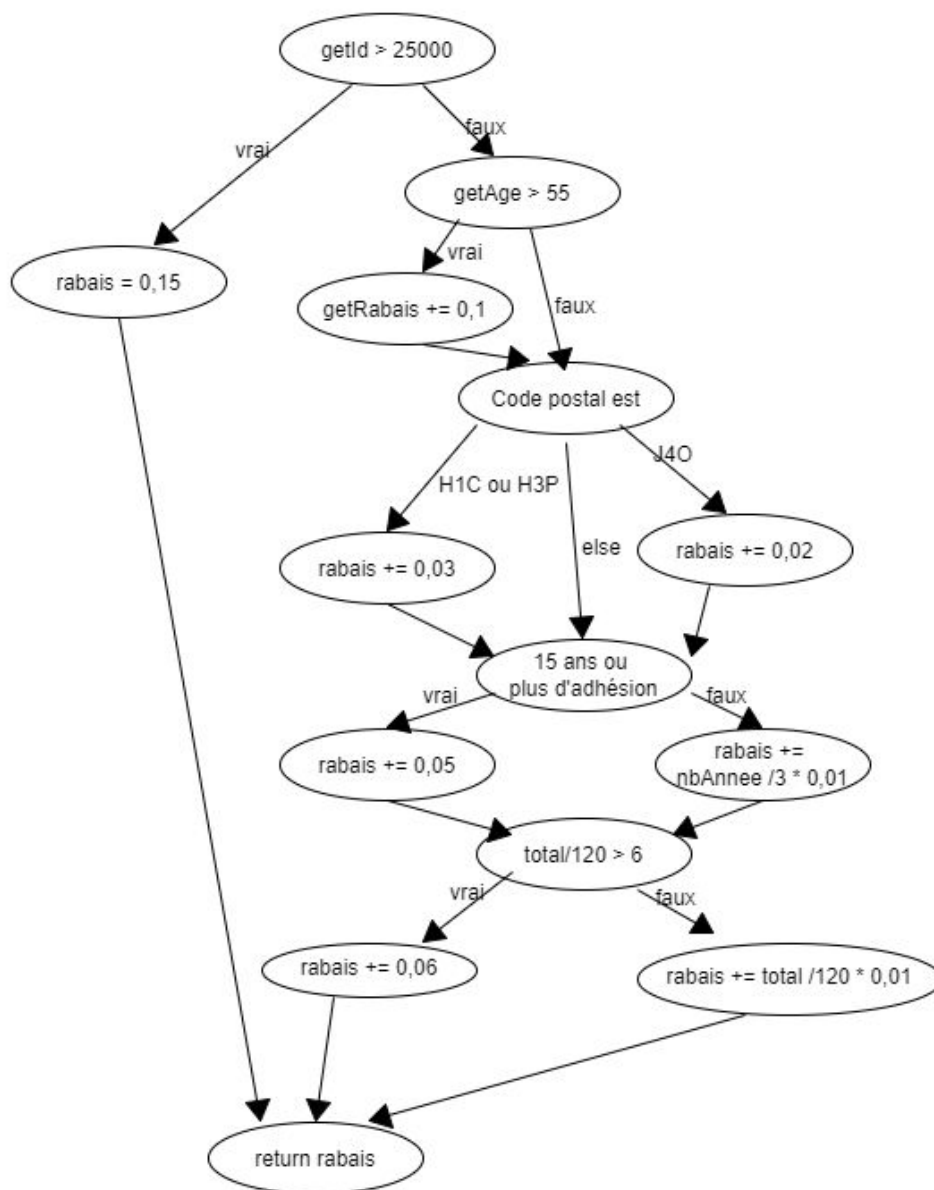 getId > 25000
vrai
faux
getAge > 55
vrai
rabais = 0,15
getRabais += 0,1
faux
Code postal est
J4O
H1C ou H3P
else
rabais += 0,03
rabais += 0,02
15 ans ou
plus d'adhésion
vrai
faux
rabais += 0,05
rabais +=
nbAnnee /3 * 0,01
total/120 > 6
vrai
faux
rabais += 0,06
rabais += total /120 * 0,01
return rabais